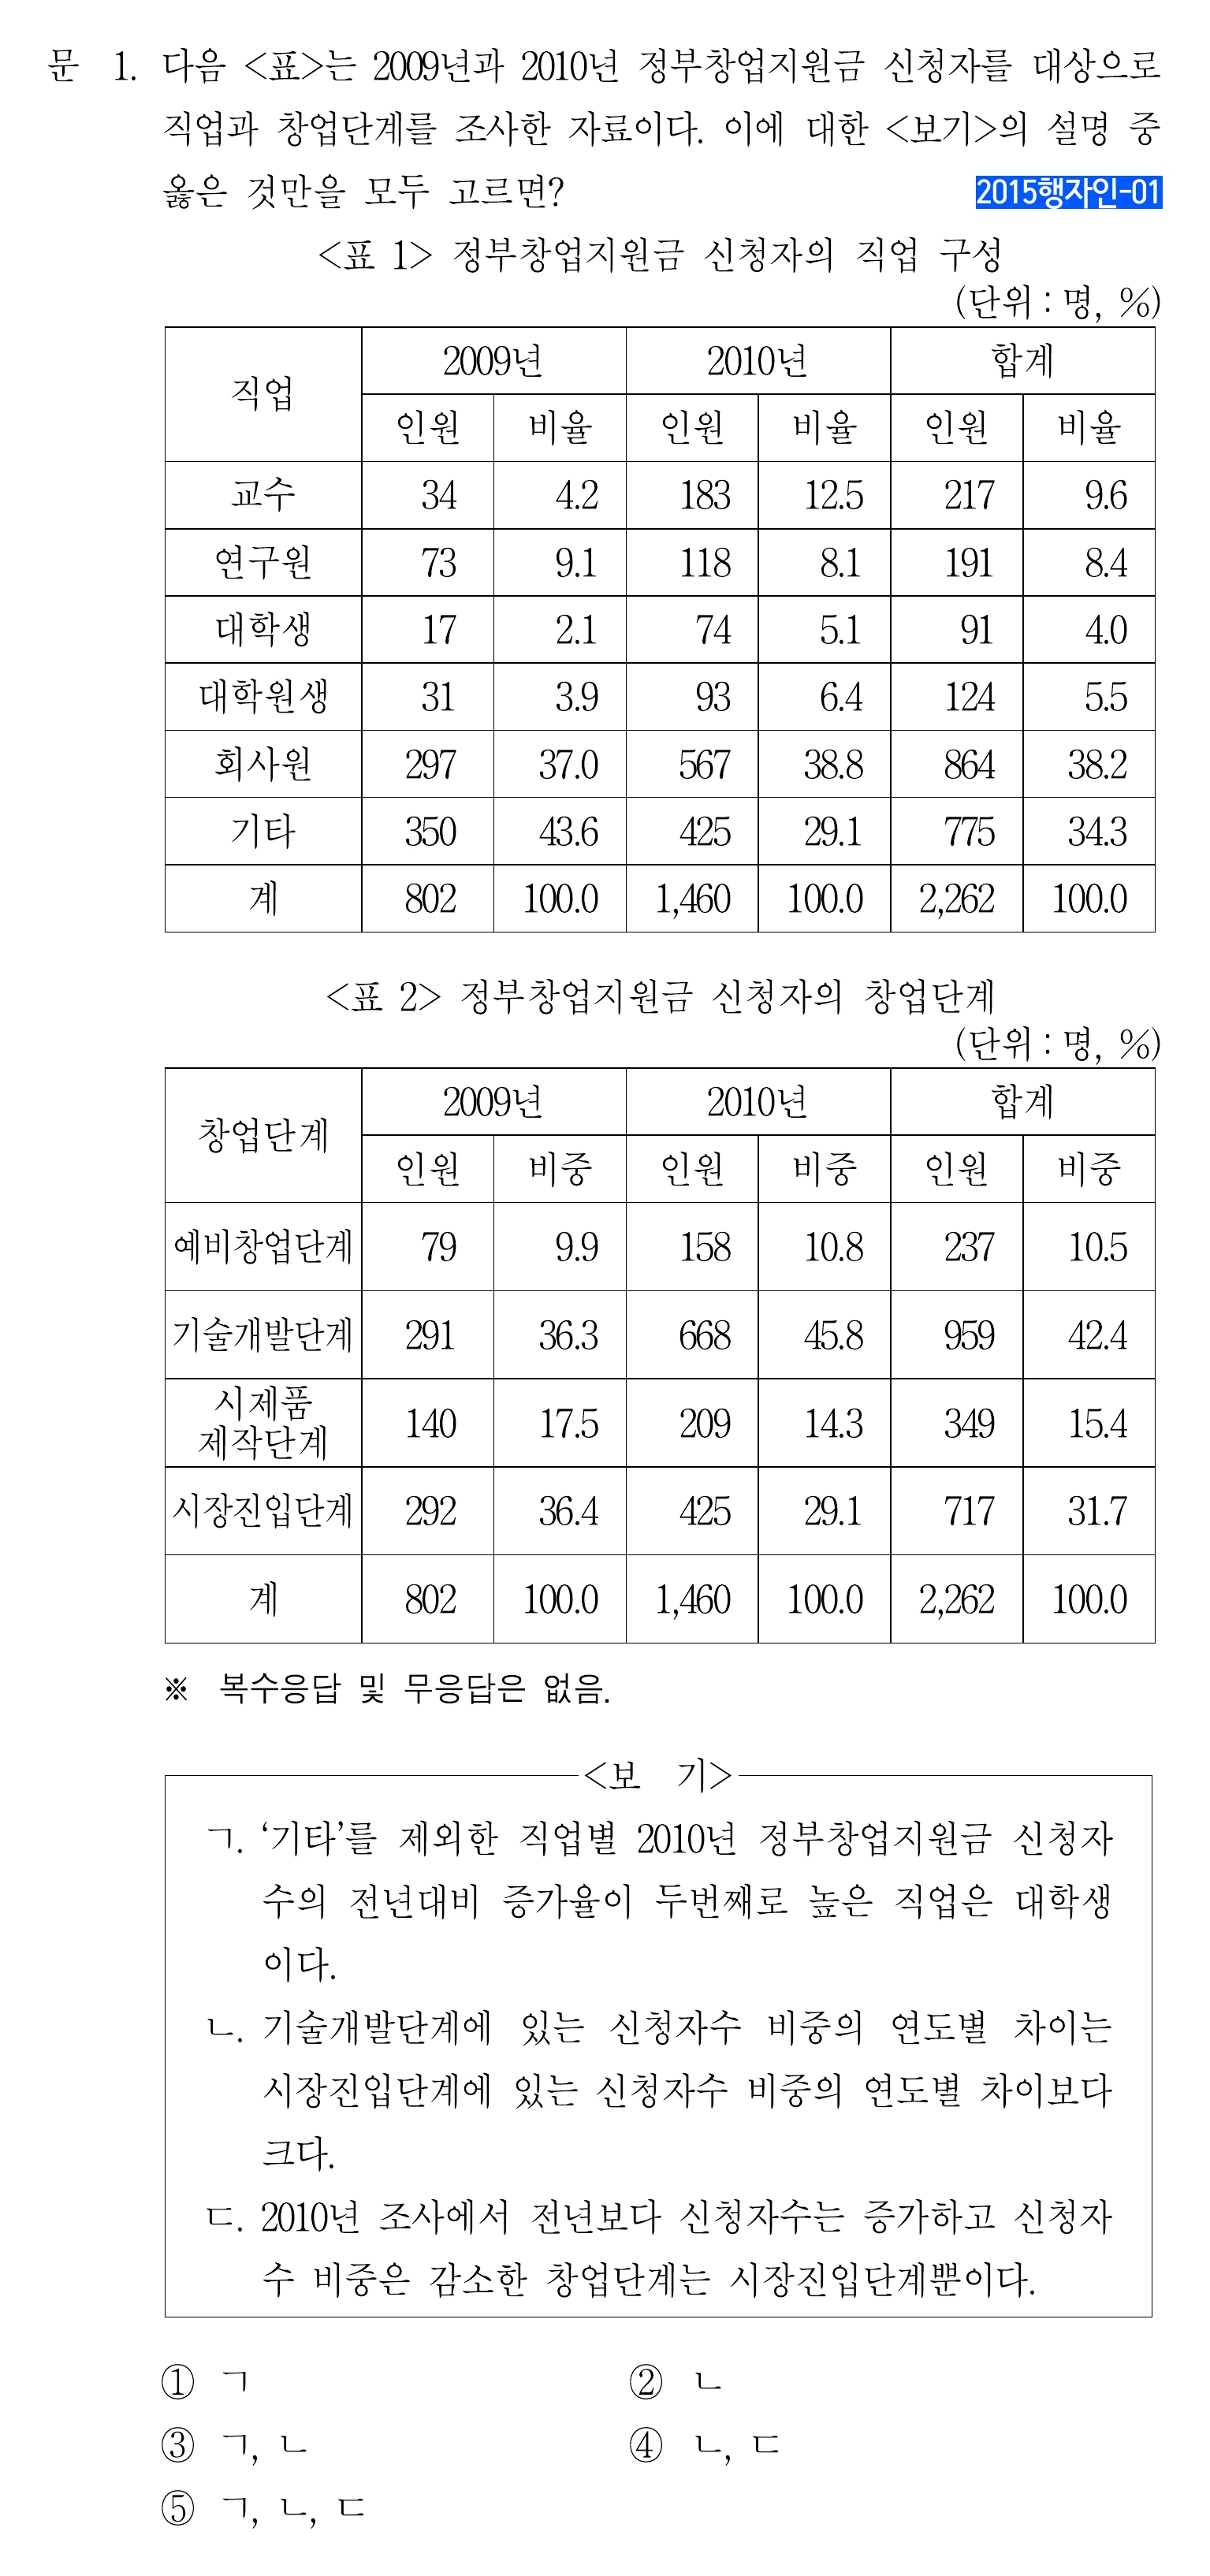 문 1. 다음 <표>는 2009년과 2010년 정부창업지원금 신청자를 대상으로
직업과 창업단계를 조사한 자료이다. 이에 대한 <보기>의 설명 중
옳은 것만을 모두 고르면?
2015행자인-01
<표 1> 정부창업지원금 신청자의 직업 구성
(단위 : 명, %)
직업 2009년 2010년 합계
인원 비율 인원 비율 인원 비율
교수 34 4.2 183 12.5 217 9.6
연구원 73 9.1 118 8.1 191 8.4
대학생 17 2.1 74 5.1 91 4.0
대학원생 31 3.9 93 6.4 124 5.5
회사원 297 37.0 567 38.8 864 38.2
기타 350 43.6 425 29.1 775 34.3
계 802 100.0 1,460 100.0 2,262 100.0
<표 2> 정부창업지원금 신청자의 창업단계
(단위 : 명, %)
창업단계 2009년 2010년 합계
인원 비중 인원 비중 인원 비중
예비창업단계 79 9.9 158 10.8 237 10.5
기술개발단계 291 36.3 668 45.8 959 42.4
시제품
제작단계 140 17.5 209 14.3 349 15.4
시장진입단계 292 36.4 425 29.1 717 31.7
계 802 100.0 1,460 100.0 2,262 100.0
※ 복수응답 및 무응답은 없음.
<보 기>
ㄱ. ‘기타’를 제외한 직업별 2010년 정부창업지원금 신청자
수의 전년대비 증가율이 두번째로 높은 직업은 대학생
이다.
ㄴ. 기술개발단계에 있는 신청자수 비중의 연도별 차이는
시장진입단계에 있는 신청자수 비중의 연도별 차이보다
크다.
ㄷ. 2010년 조사에서 전년보다 신청자수는 증가하고 신청자
수 비중은 감소한 창업단계는 시장진입단계뿐이다.
① ㄱ
② ㄴ
③ ㄱ, ㄴ
④ ㄴ, ㄷ
⑤ ㄱ, ㄴ, ㄷ